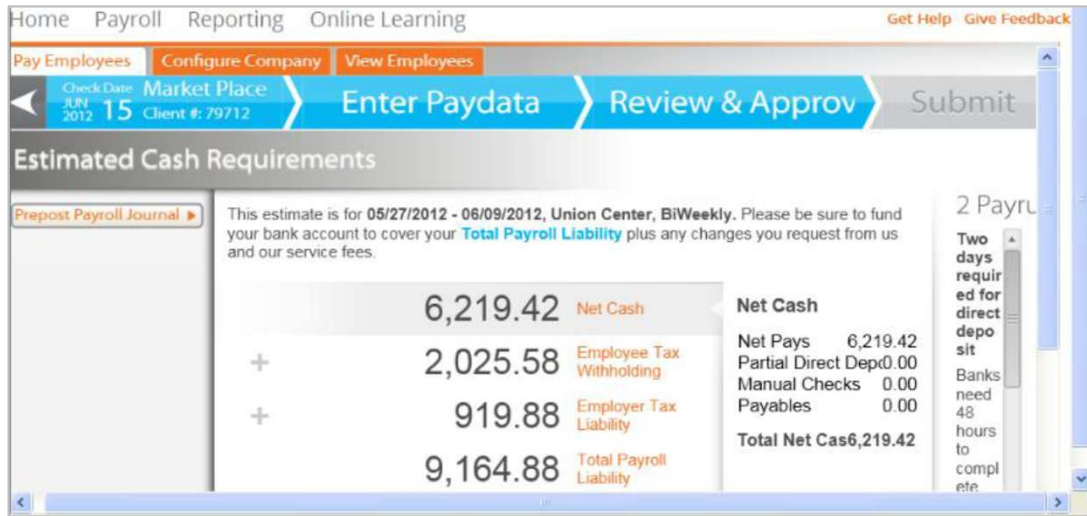 Home Payroll Reporting Online Learning Get Help Give Feedback
Pay Employees Configure Company View Employees
Check Date JUN 2012 15 Market Place Client #: 79712 Enter Paydata Review & Approv Submit
Estimated Cash Requirements
Prepost Payroll Journal
This estimate is for 05/27/2012 - 06/09/2012, Union Center, BiWeekly. Please be sure to fund
your bank account to cover your Total Payroll Liability plus any changes you request from us
and our service fees.
6,219.42 Net Cash
+ 2,025.58 Employee Tax
Withholding
+ 919.88 Employer Tax
Liability
9,164.88 Total Payroll
Liability
Net Cash
Net Pays 6,219.42
Partial Direct Dep 0.00
Manual Checks 0.00
Payables 0.00
Total Net Cas6,219.42
2 Payru
Two
days
requir
ed for
direct
depo
sit
Banks
need
48
hours
to
compl
ete